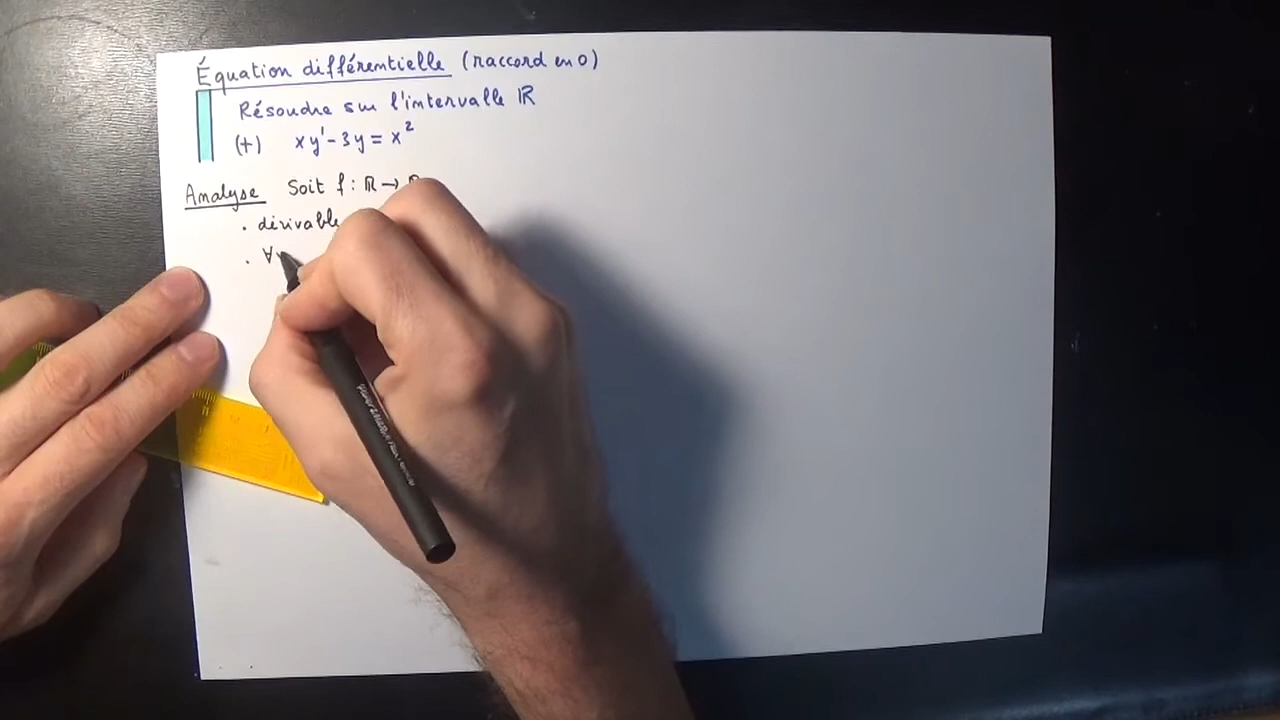 Équation différentielle (raccord en 0)
Résoudre sur l'intervalle ℝ
(+) xy' - 3y = x²
Analyse Soit f : ℝ →
. dérivable
. ∀